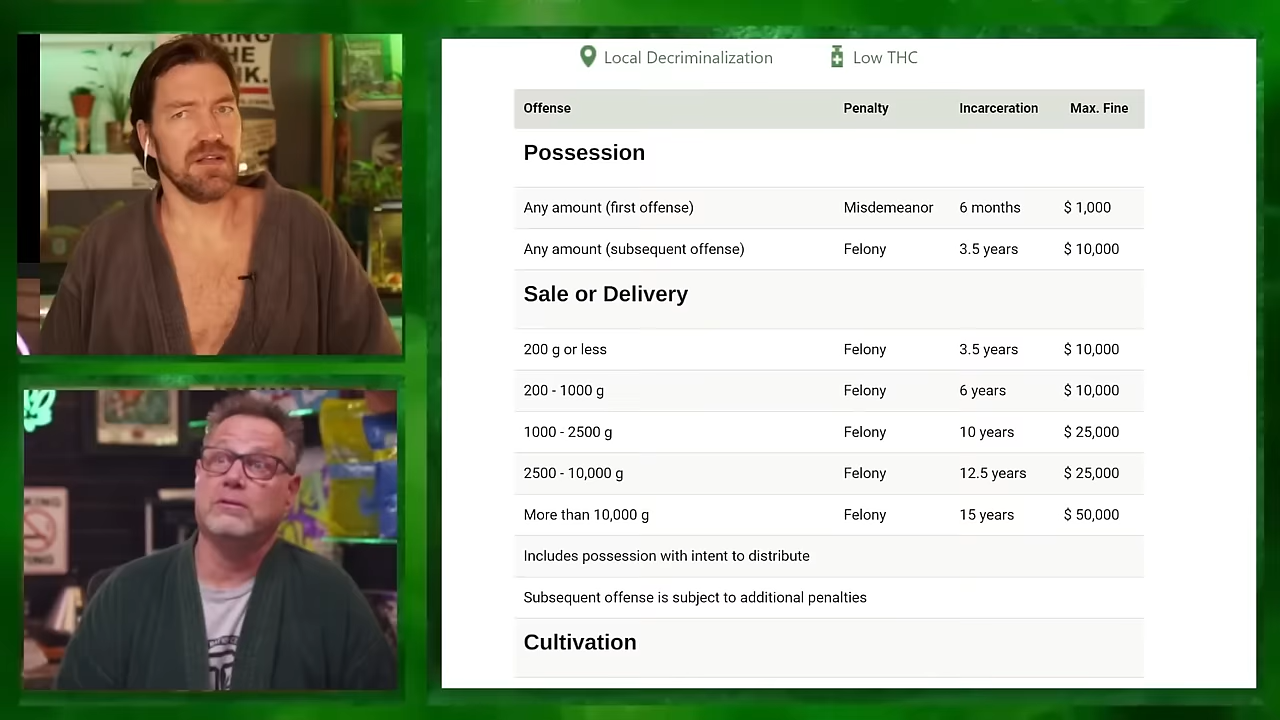 RING
HE
K.
Local Decriminalization Low THC
Offense Penalty Incarceration Max. Fine
Possession
Any amount (first offense) Misdemeanor 6 months $ 1,000
Any amount (subsequent offense) Felony 3.5 years $ 10,000
Sale or Delivery
200 g or less Felony 3.5 years $ 10,000
200 - 1000 g Felony 6 years $ 10,000
1000 - 2500 g Felony 10 years $ 25,000
2500 - 10,000 g Felony 12.5 years $ 25,000
More than 10,000 g Felony 15 years $ 50,000
Includes possession with intent to distribute
Subsequent offense is subject to additional penalties
Cultivation